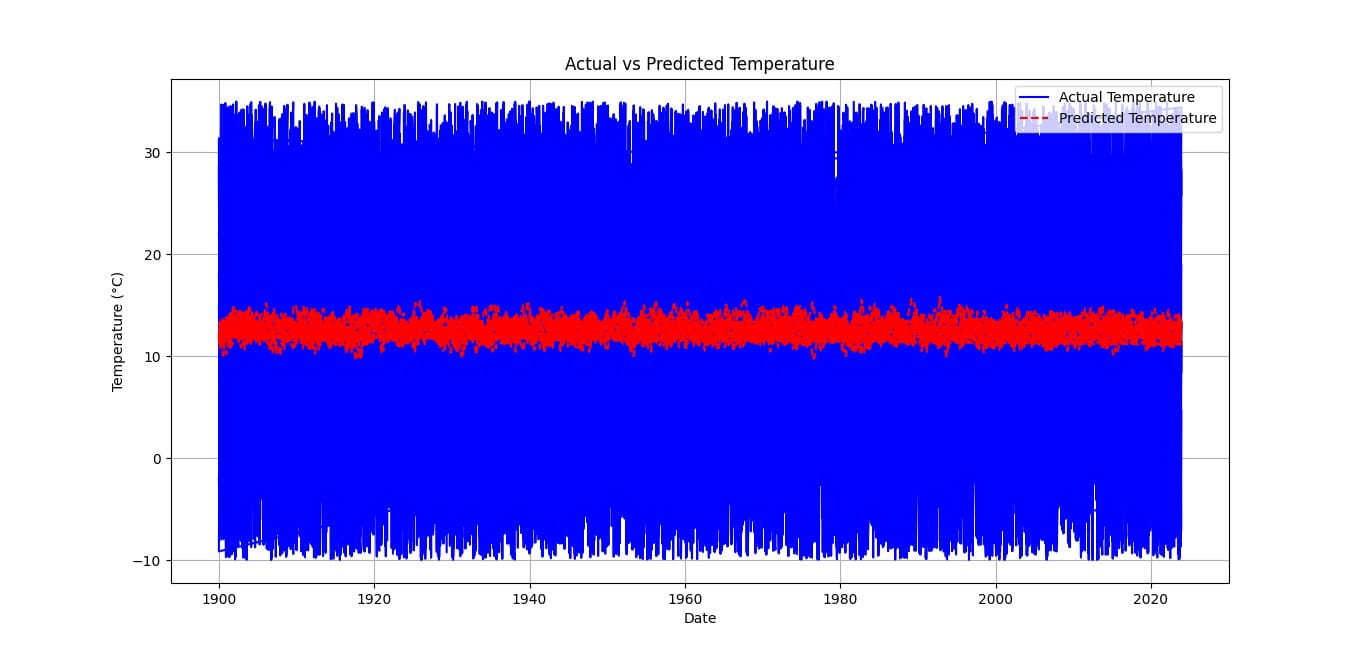 Actual vs Predicted Temperature
Actual Temperature
Predicted Temperature
Temperature (°C)
30
20
10
0
−10
1900
1920
1940
1960
1980
2000
2020
Date